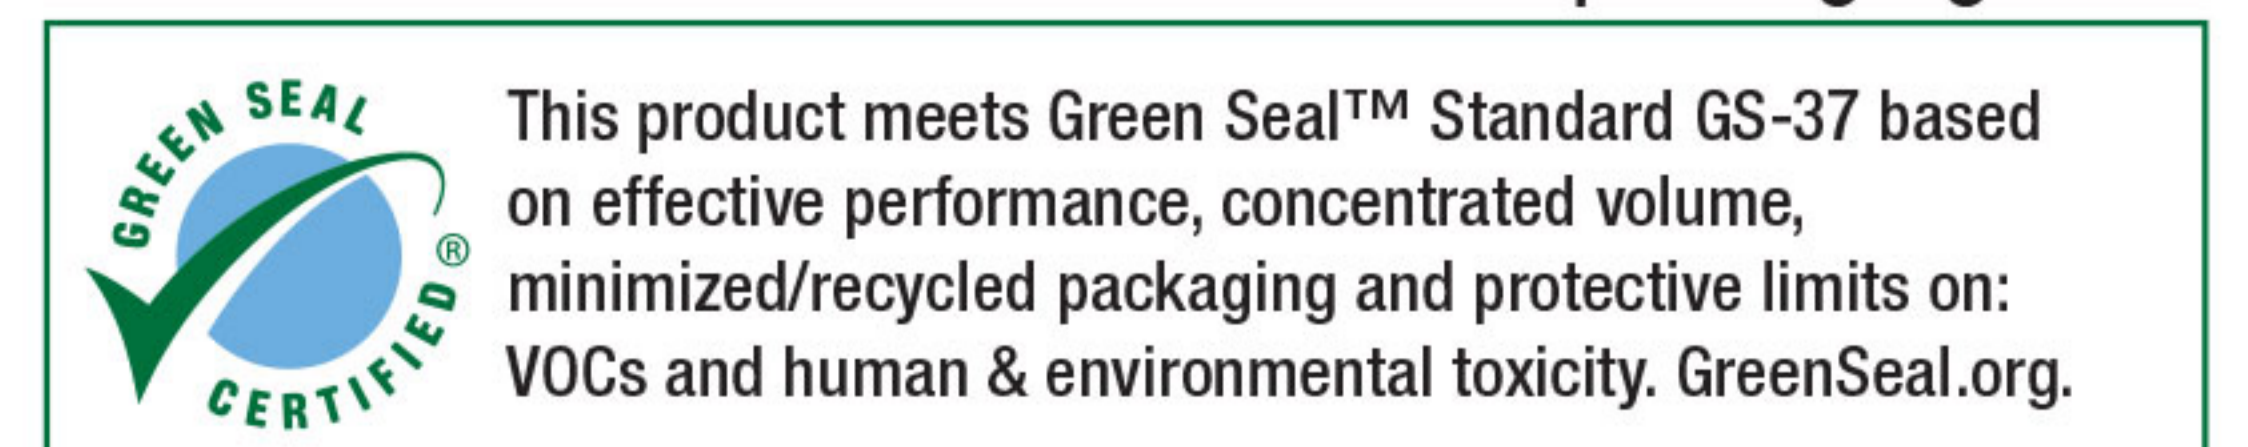 GREEN SEAL
CERTIFIED ®
This product meets Green Seal™ Standard GS-37 based
on effective performance, concentrated volume,
minimized/recycled packaging and protective limits on:
VOCs and human & environmental toxicity. GreenSeal.org.